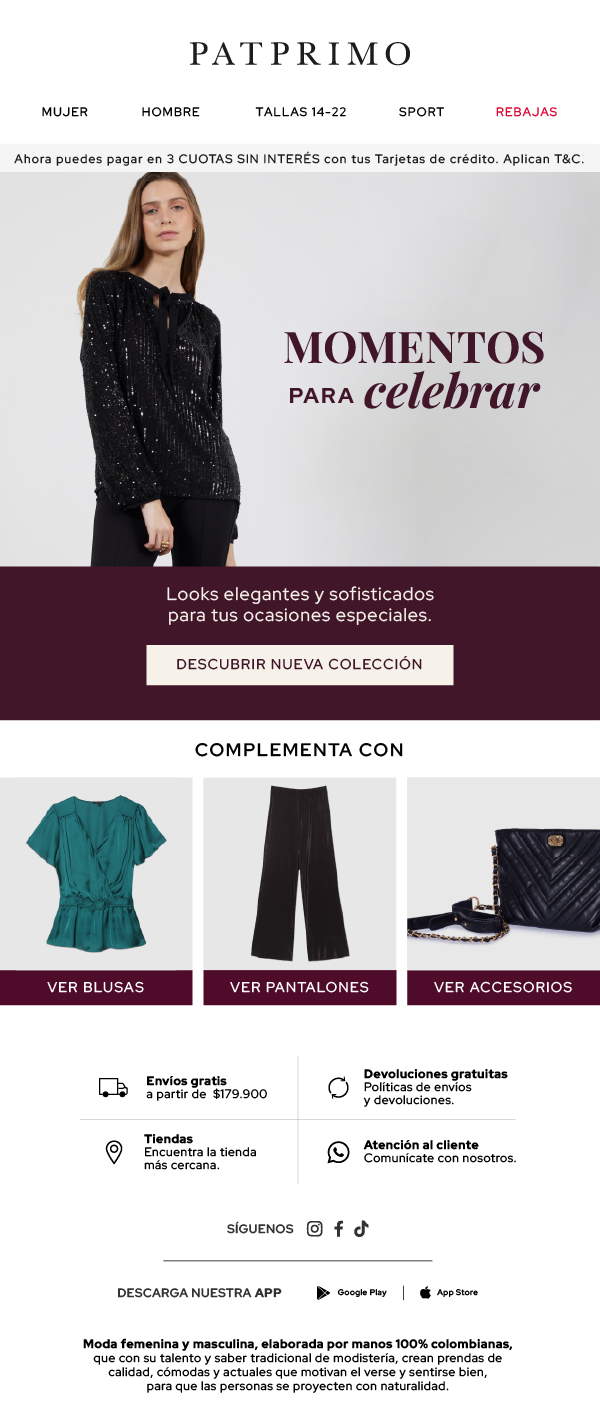 PATPRIMO
MUJER HOMBRE TALLAS 14-22 SPORT REBAJAS
Ahora puedes pagar en 3 CUOTAS SIN INTERÉS con tus Tarjetas de crédito. Aplican T&C.
MOMENTOS
PARA celebrar
Looks elegantes y sofisticados
para tus ocasiones especiales.
DESCUBRIR NUEVA COLECCIÓN
COMPLEMENTA CON
VER BLUSAS VER PANTALONES VER ACCESORIOS
Envíos gratis
a partir de $179.900
Devoluciones gratuitas
Políticas de envíos
y devoluciones.
Tiendas
Encuentra la tienda
más cercana.
Atención al cliente
Comunícate con nosotros.
SÍGUENOS
DESCARGA NUESTRA APP Google Play App Store
Moda femenina y masculina, elaborada por manos 100% colombianas,
que con su talento y saber tradicional de modistería, crean prendas de
calidad, cómodas y actuales que motivan el verse y sentirse bien,
para que las personas se proyecten con naturalidad.